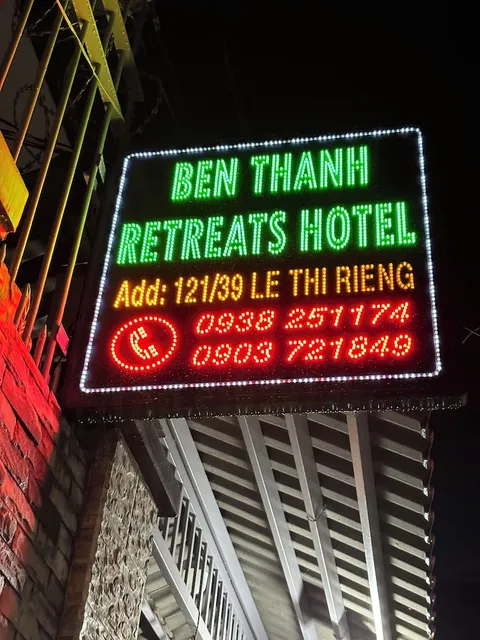 BEN THANH
RETREATS HOTEL
Add: 121/39 LE THI RIENG
0938 251174
0903 721849